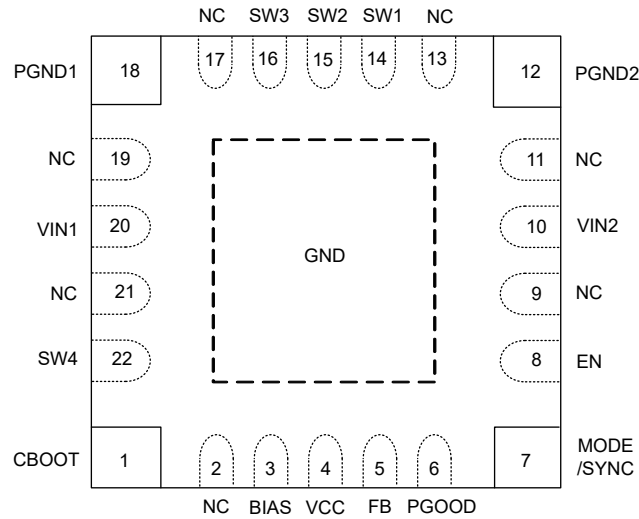 NC SW3 SW2 SW1 NC
PGND1 18 17 16 15 14 13 12 PGND2
NC 19 11 NC
VIN1 20 10 VIN2
GND
NC 21 9 NC
SW4 22 8 EN
CBOOT 1 2 3 4 5 6 7 MODE
/SYNC
NC BIAS VCC FB PGOOD